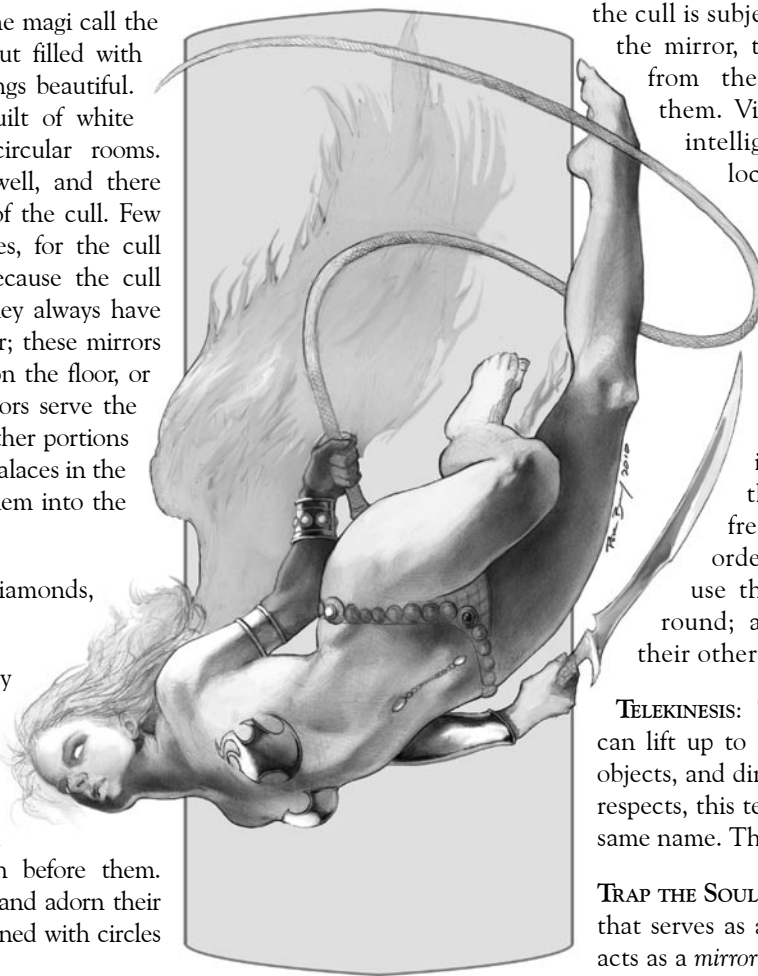 ne magi call the
ut filled with
ngs beautiful.
uilt of white
circular rooms.
well, and there
of the cull. Few
es, for the cull
ecause the cull
ney always have
r; these mirrors
on the floor, or
ors serve the
ther portions
alaces in the
em into the
iamonds,
y
n before them.
and adorn their
ned with circles
the cull is subje
the mirror, t
from the
them. Vi
intellig
loc
i
th
fre
orde
use th
round; a
their other
TELEKINESIS:
can lift up to
objects, and dir
respects, this te
same name. Th
TRAP THE SOUL
that serves as a
acts as a mirror
2010